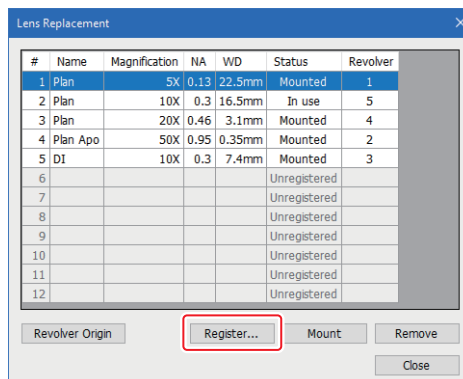 Lens Replacement
# Name Magnification NA WD Status Revolver
1 Plan 5X 0.13 22.5mm Mounted 1
2 Plan 10X 0.3 16.5mm In use 5
3 Plan 20X 0.46 3.1mm Mounted 4
4 Plan Apo 50X 0.95 0.35mm Mounted 2
5 DI 10X 0.3 7.4mm Mounted 3
6 Unregistered
7 Unregistered
8 Unregistered
9 Unregistered
10 Unregistered
11 Unregistered
12 Unregistered
Revolver Origin Register... Mount Remove
Close